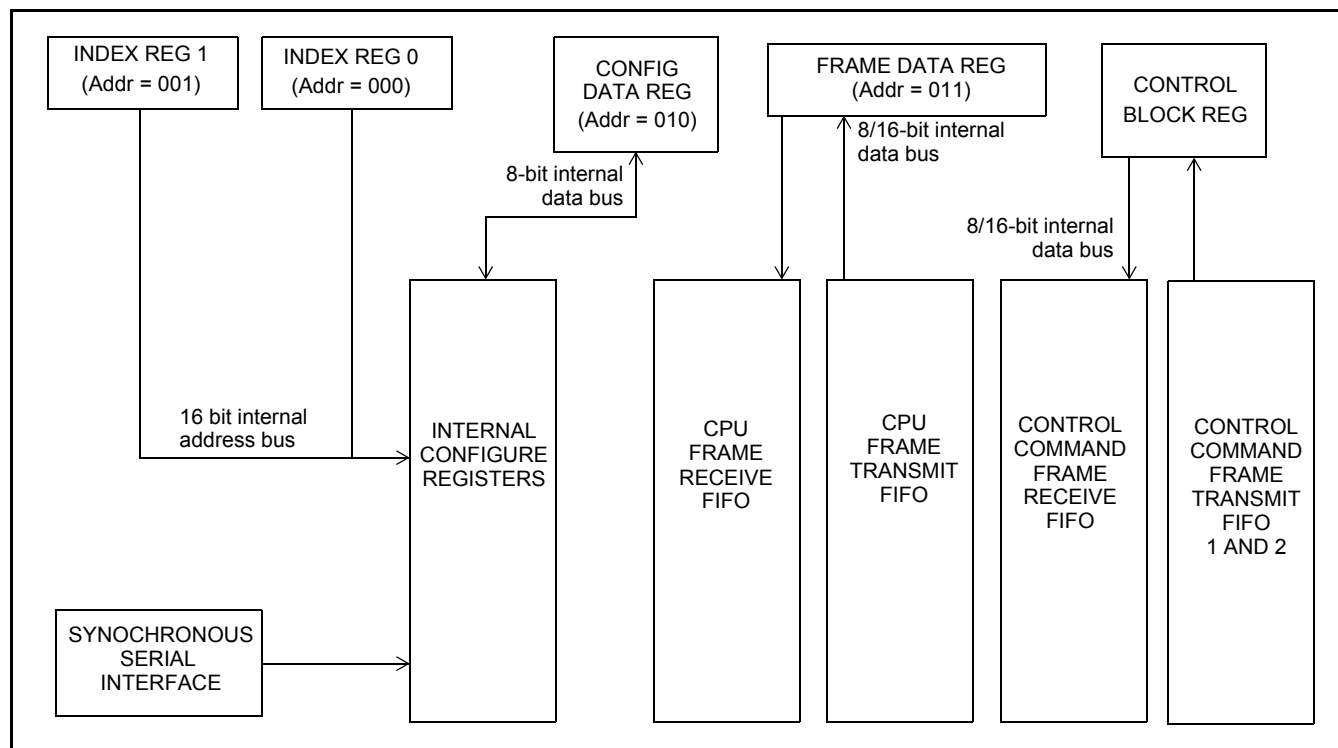 INDEX REG 1
(Addr = 001)
INDEX REG 0
(Addr = 000)
CONFIG
DATA REG
(Addr = 010)
FRAME DATA REG
(Addr = 011)
CONTROL
BLOCK REG
8-bit internal
data bus
8/16-bit internal
data bus
8/16-bit internal
data bus
16 bit internal
address bus
INTERNAL
CONFIGURE
REGISTERS
CPU
FRAME
RECEIVE
FIFO
CPU
FRAME
TRANSMIT
FIFO
CONTROL
COMMAND
FRAME
RECEIVE
FIFO
CONTROL
COMMAND
FRAME
TRANSMIT
FIFO
1 AND 2
SYNOCHRONOUS
SERIAL
INTERFACE